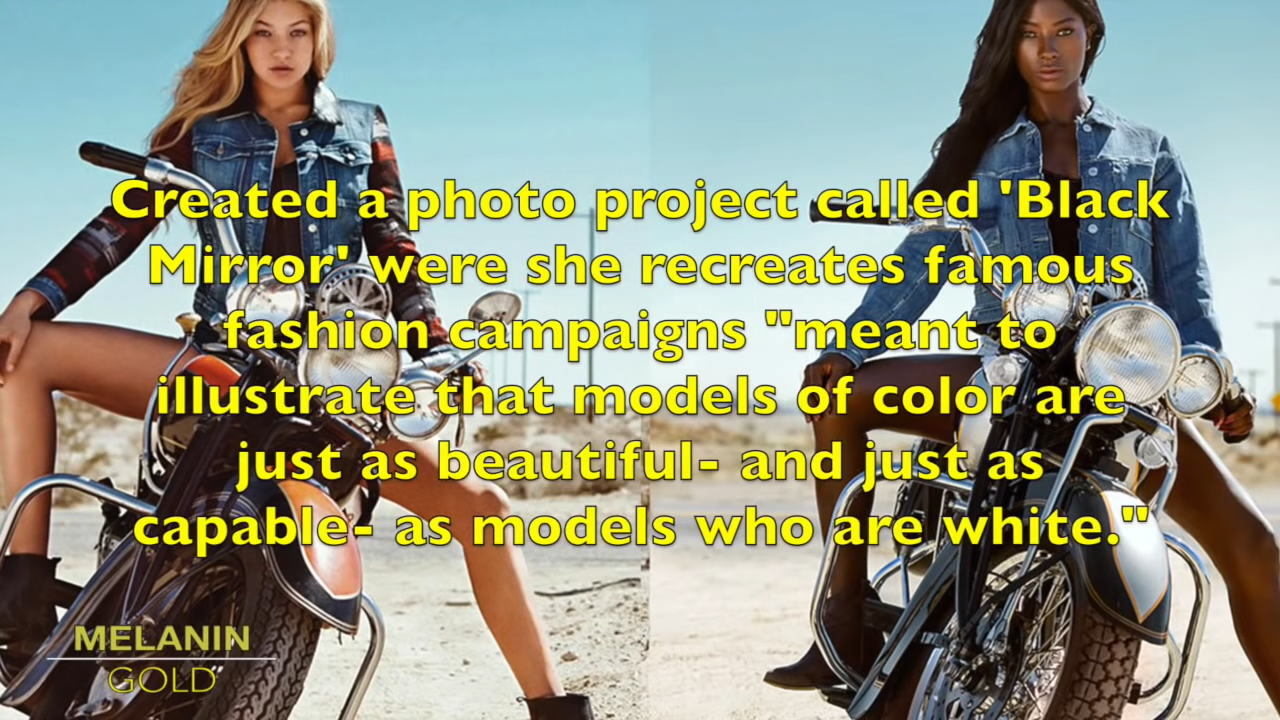 Created a photo project called 'Black
Mirror' were she recreates famous
fashion campaigns "meant to
illustrate that models of color are
just as beautiful- and just as
capable- as models who are white."
MELANIN
GOLD